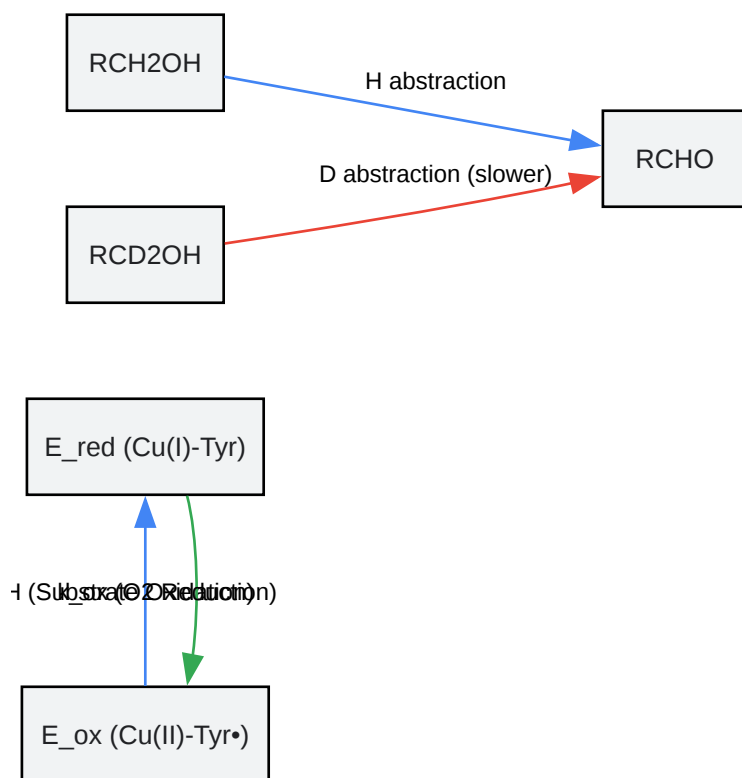 RCH2OH
H abstraction
RCHO
D abstraction (slower)
RCD2OH
E_red (Cu(I)-Tyr)
E_ox (Cu(II)-Tyr•)